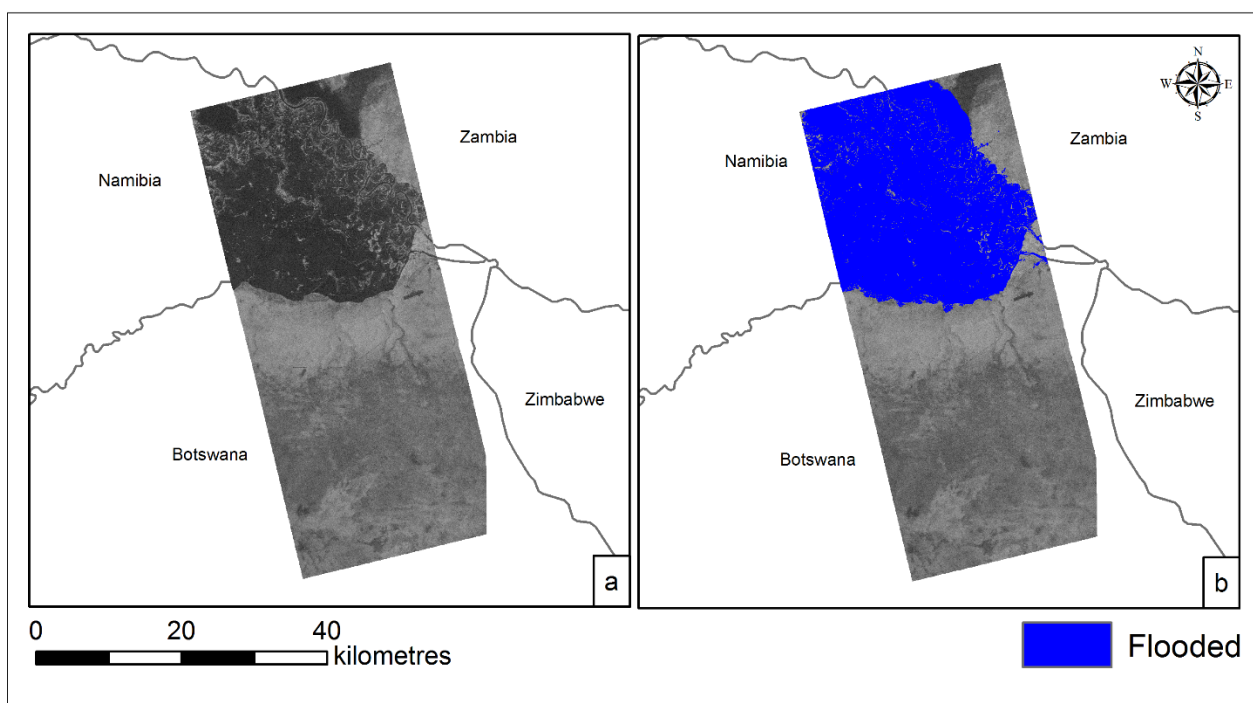 Namibia
Zambia
Botswana
Zimbabwe
a
N
W E
S
Namibia
Zambia
Botswana
Zimbabwe
b
0 20 40
kilometres
Flooded